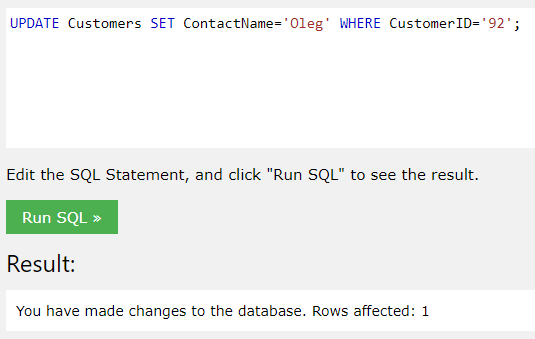 UPDATE Customers SET ContactName='Oleg' WHERE CustomerID='92';
Edit the SQL Statement, and click "Run SQL" to see the result.
Run SQL »
Result:
You have made changes to the database. Rows affected: 1